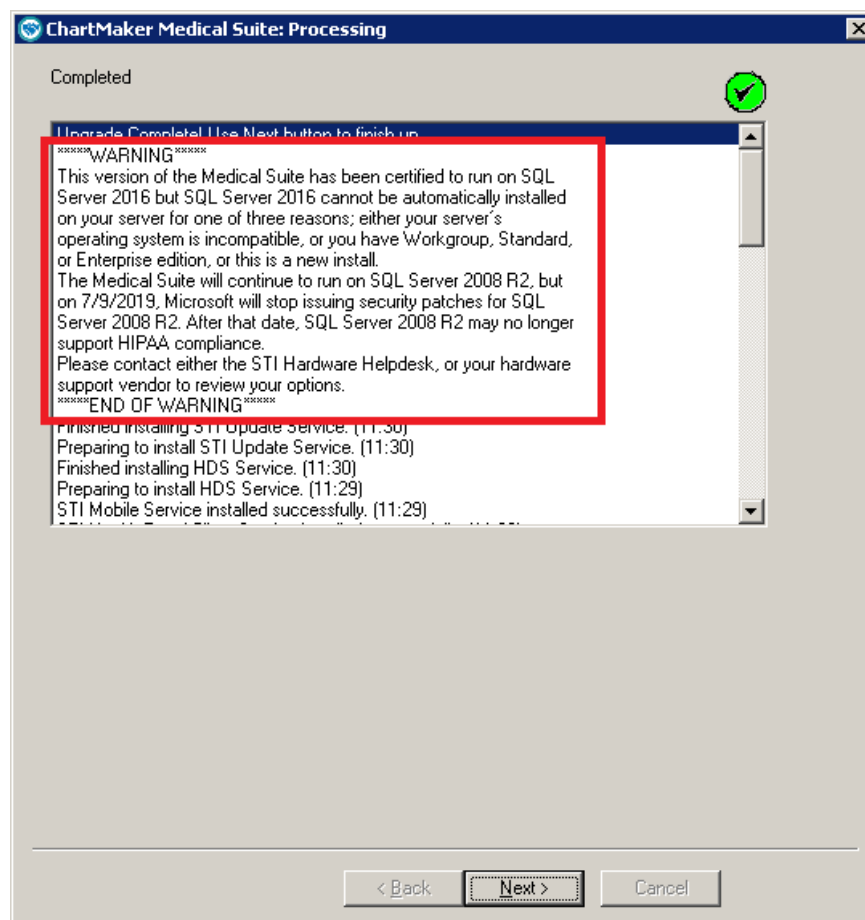 ChartMaker Medical Suite: Processing
Completed
Upgrade Complete! Use Next button to finish up
*****WARNING*****
This version of the Medical Suite has been certified to run on SQL
Server 2016 but SQL Server 2016 cannot be automatically installed
on your server for one of three reasons; either your server's
operating system is incompatible, or you have Workgroup, Standard,
or Enterprise edition, or this is a new install.
The Medical Suite will continue to run on SQL Server 2008 R2, but
on 7/9/2019, Microsoft will stop issuing security patches for SQL
Server 2008 R2. After that date, SQL Server 2008 R2 may no longer
support HIPAA compliance.
Please contact either the STI Hardware Helpdesk, or your hardware
support vendor to review your options.
*****END OF WARNING*****
Finished installing STI Update Service. (11:30)
Preparing to install STI Update Service. (11:30)
Finished installing HDS Service. (11:30)
Preparing to install HDS Service. (11:29)
STI Mobile Service installed successfully. (11:29)
< Back
Next >
Cancel